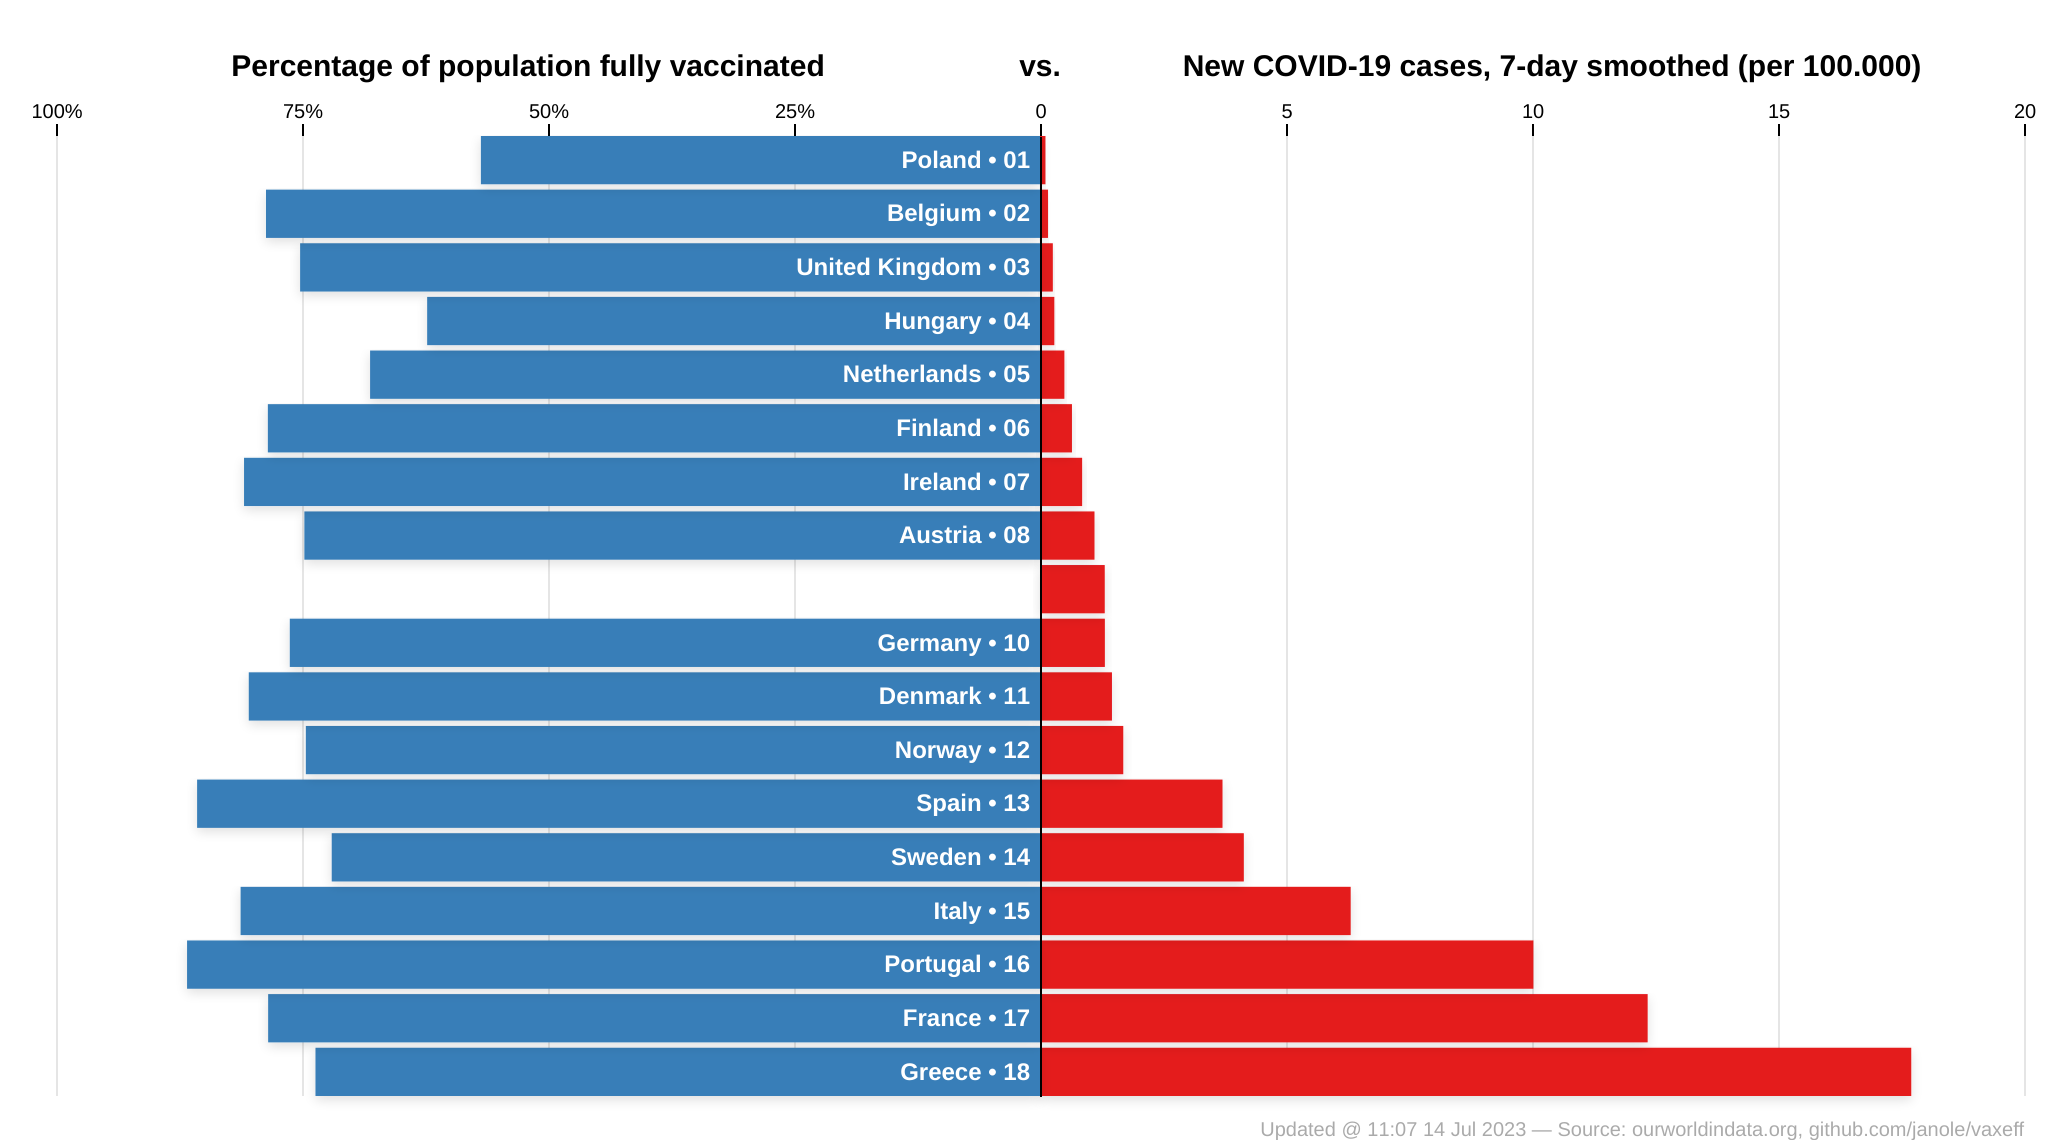 Percentage of population fully vaccinated vs. New COVID-19 cases, 7-day smoothed (per 100.000)
100% 75% 50% 25% 0 5 10 15 20
Poland • 01
Belgium • 02
United Kingdom • 03
Hungary • 04
Netherlands • 05
Finland • 06
Ireland • 07
Austria • 08
Germany • 10
Denmark • 11
Norway • 12
Spain • 13
Sweden • 14
Italy • 15
Portugal • 16
France • 17
Greece • 18
Updated @ 11:07 14 Jul 2023 — Source: ourworldindata.org, github.com/janole/vaxeff